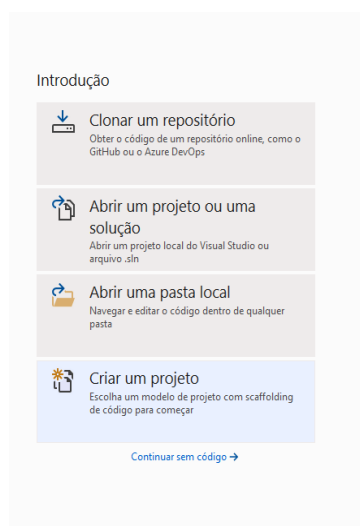 Introdução
Clonar um repositório
Obter o código de um repositório online, como o
GitHub ou o Azure DevOps
Abrir um projeto ou uma
solução
Abrir um projeto local do Visual Studio ou
arquivo .sln
Abrir uma pasta local
Navegar e editar o código dentro de qualquer
pasta
Criar um projeto
Escolha um modelo de projeto com scaffolding
de código para começar
Continuar sem código →